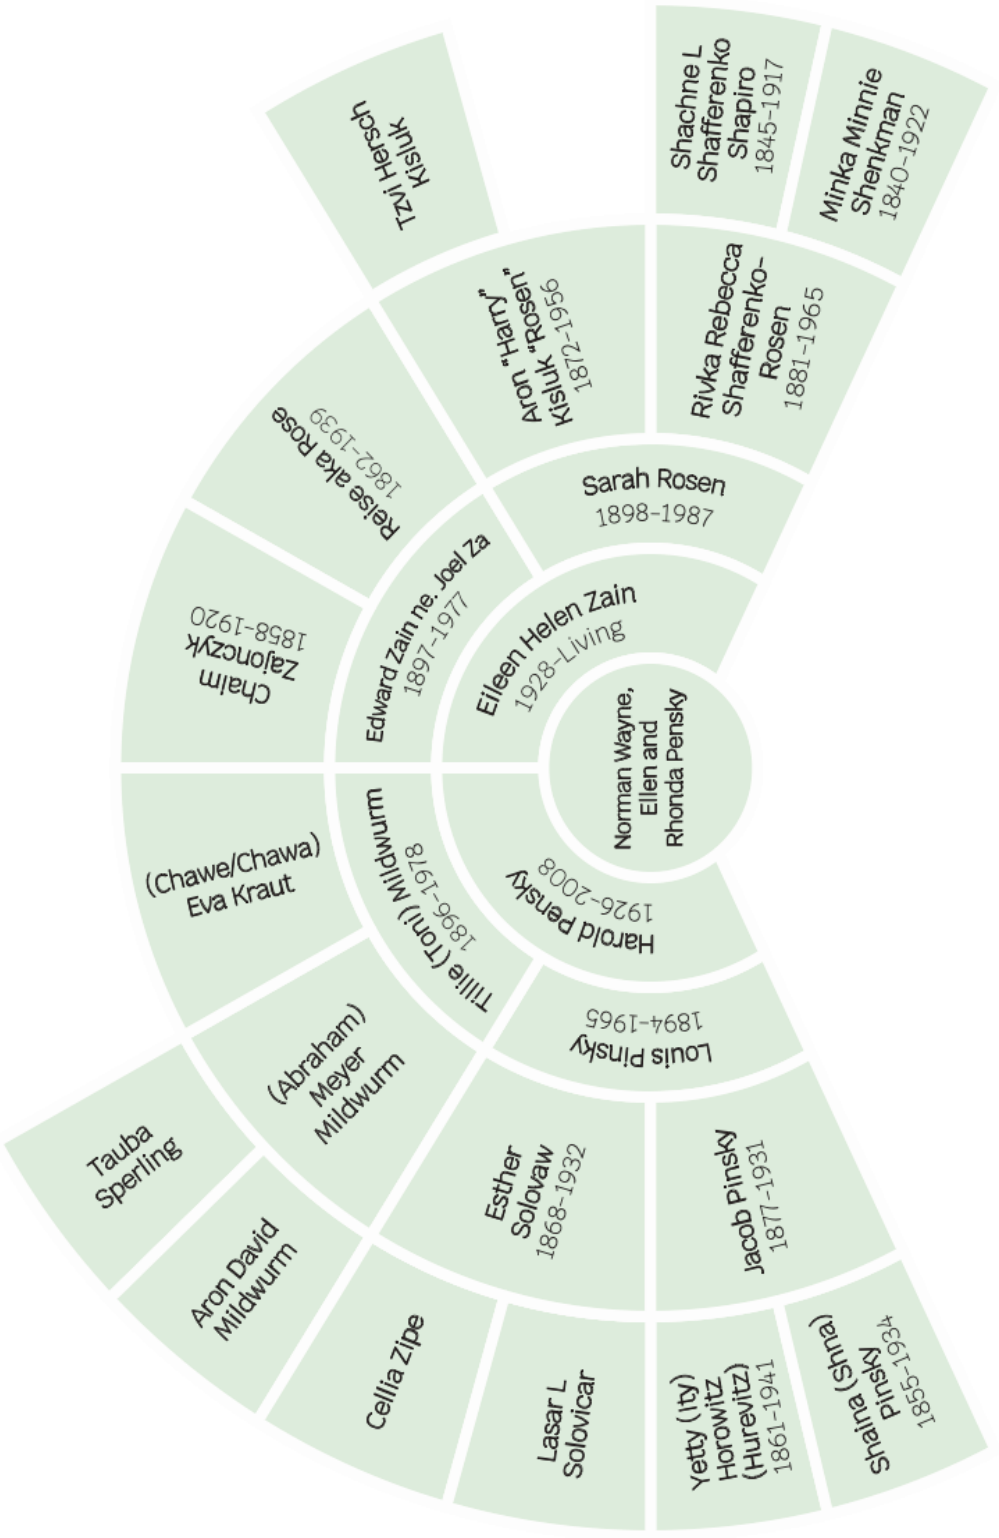 Shachne L
Shafferenko
Shapiro
1845-1917
Minka Minnie
Shenkman
1840-1922
Tzvi Hersch
Kisluk
Aron "Harry"
Kisluk "Rosen"
1872-1956
Rivka Rebecca
Shafferenko-
Rosen
1881-1965
Reise aka Rose
1862-1939
Sarah Rosen
1898-1987
Chaim
Zajonczyk
1858-1920
Edward Zain ne. Joel Za
1897-1977
Eileen Helen Zain
1928-Living
Norman Wayne,
Ellen and
Rhonda Pensky
(Chawe/Chawa)
Eva Kraut
Tillie (Toni) Mildwurm
1896-1978
Harold Pensky
1926-2008
Louis Pinsky
1894-1965
(Abraham)
Meyer
Mildwurm
Tauba
Sperling
Aron David
Mildwurm
Esther
Solovaw
1868-1932
Jacob Pinsky
1877-1931
Cellia Zipe
Lasar L
Solovicar
Yetty (Ity)
Horowitz
(Hurevitz)
1861-1941
Shaina (Shna)
Pinsky
1855-1934